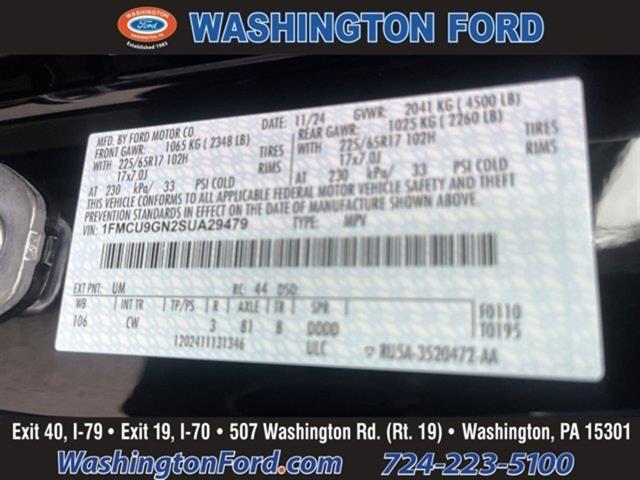 WASHINGTON FORD
WASHINGTON
Ford
WASHINGTON, PA
Established 1983
MFD. BY FORD MOTOR CO.
DATE: 11/24 GVWR: 2041 KG ( 4500 LB)
FRONT GAWR: 1065 KG ( 2348 LB)
REAR GAWR: 1025 KG ( 2260 LB)
WITH 225/65R17 102H TIRES
WITH 225/65R17 102H TIRES
17x7.0J RIMS
17x7.0J RIMS
AT 230 kPa/ 33 PSI COLD
AT 230 kPa/ 33 PSI COLD
THIS VEHICLE CONFORMS TO ALL APPLICABLE FEDERAL MOTOR VEHICLE SAFETY AND THEFT
PREVENTION STANDARDS IN EFFECT ON THE DATE OF MANUFACTURE SHOWN ABOVE.
VIN: 1FMCU9GN2SUA29479
TYPE: MPV
EXT PNT: UM RC: 44 DSO:
WB INT TR TP/PS R AXLE TR SPR
106 CW 3 81 8 DDDD
F0110
T0195
1202411131346 ULC
▽ RU5A-3520472-AA
Exit 40, I-79 • Exit 19, I-70 • 507 Washington Rd. (Rt. 19) • Washington, PA 15301
WashingtonFord.com 724-223-5100